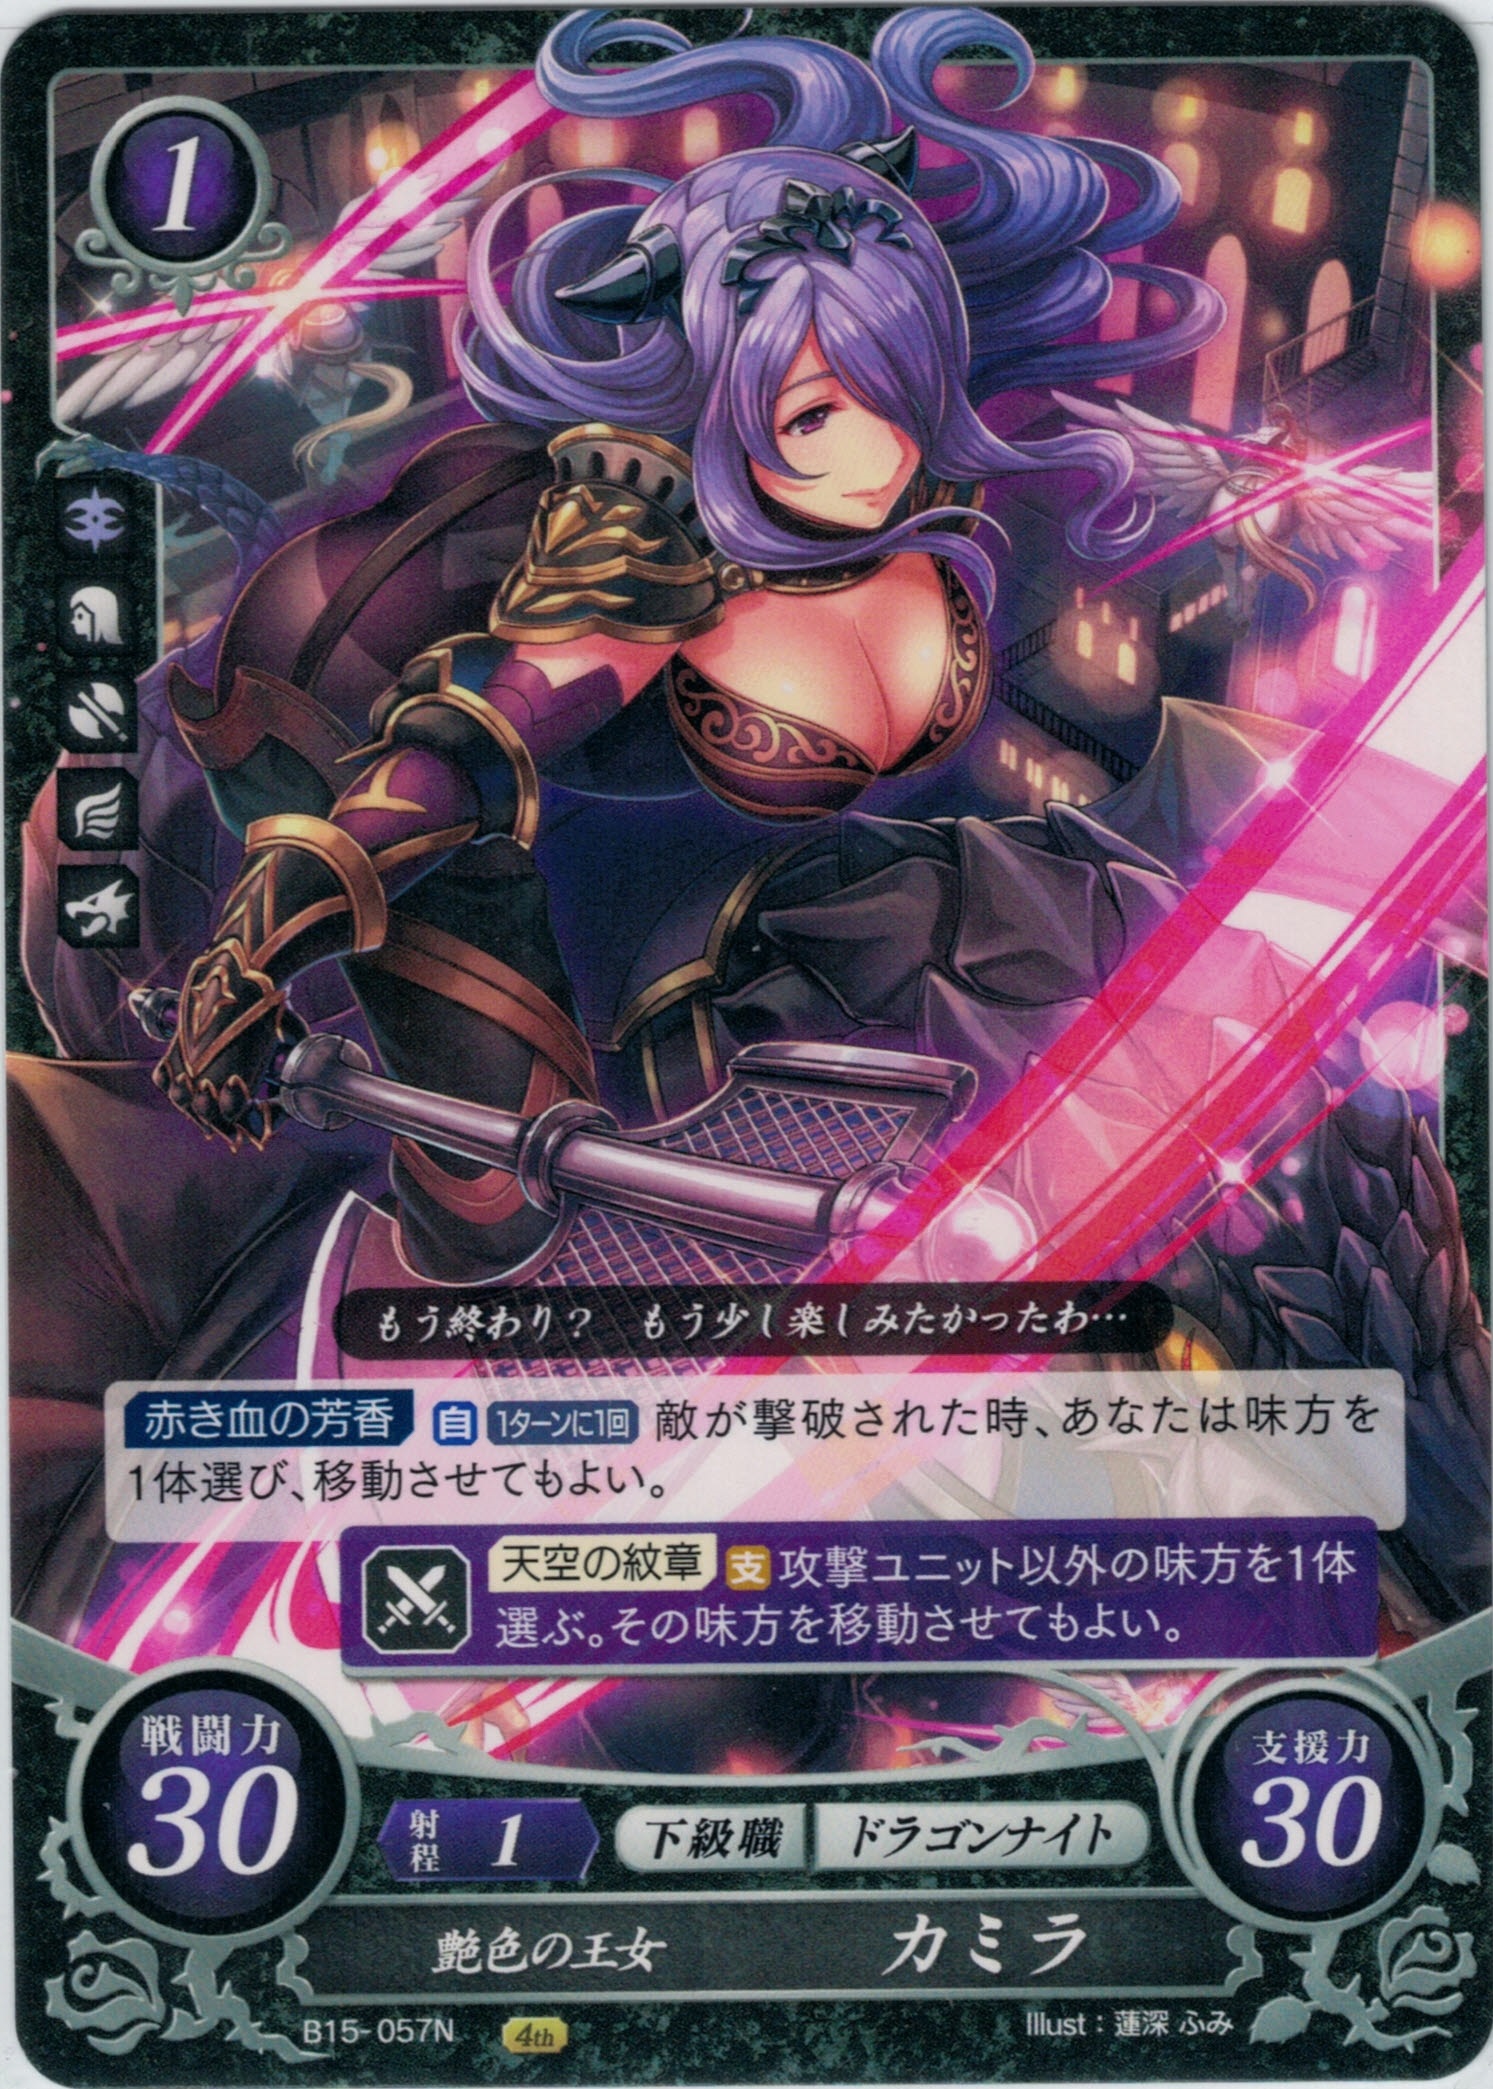 1
もう終わり？　もう少し楽しみたかったわ…
赤き血の芳香 自 1ターンに1回 敵が撃破された時、あなたは味方を
1体選び、移動させてもよい。
天空の紋章 支 攻撃ユニット以外の味方を1体
選ぶ。その味方を移動させてもよい。
戦闘力
30
射程 1
下級職 ドラゴンナイト
支援力
30
艶色の王女 カミラ
B15-057N 4th Illust：蓮深 ふみ